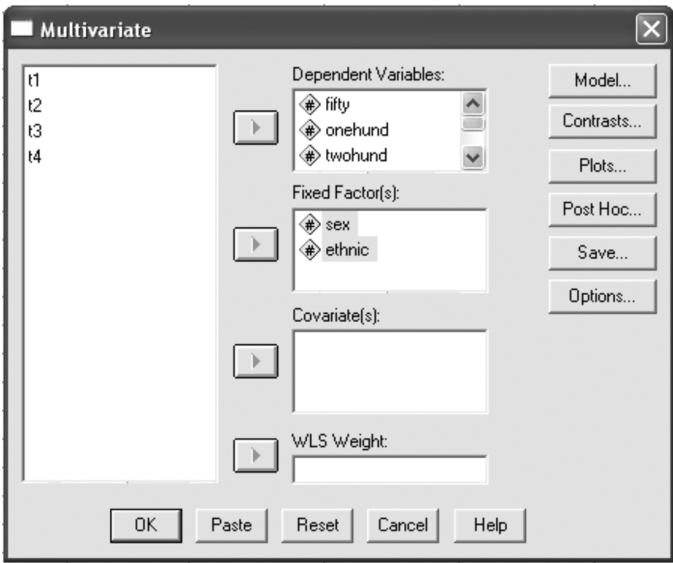 Multivariate
t1
t2
t3
t4
Dependent Variables:
# fifty
# onehund
# twohund
Fixed Factor(s):
# sex
# ethnic
Covariate(s):
WLS Weight:
Model...
Contrasts...
Plots...
Post Hoc...
Save...
Options...
OK
Paste
Reset
Cancel
Help